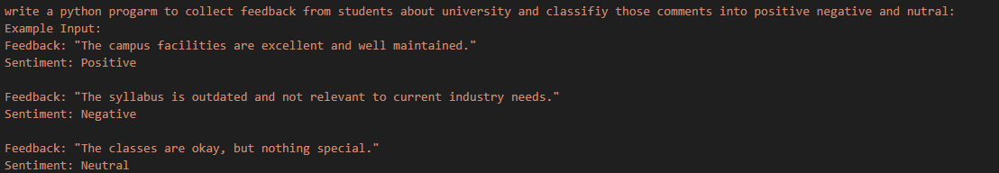 write a python progarm to collect feedback from students about university and classifiy those comments into positive negative and nutral:
Example Input:
Feedback: "The campus facilities are excellent and well maintained."
Sentiment: Positive
Feedback: "The syllabus is outdated and not relevant to current industry needs."
Sentiment: Negative
Feedback: "The classes are okay, but nothing special."
Sentiment: Neutral